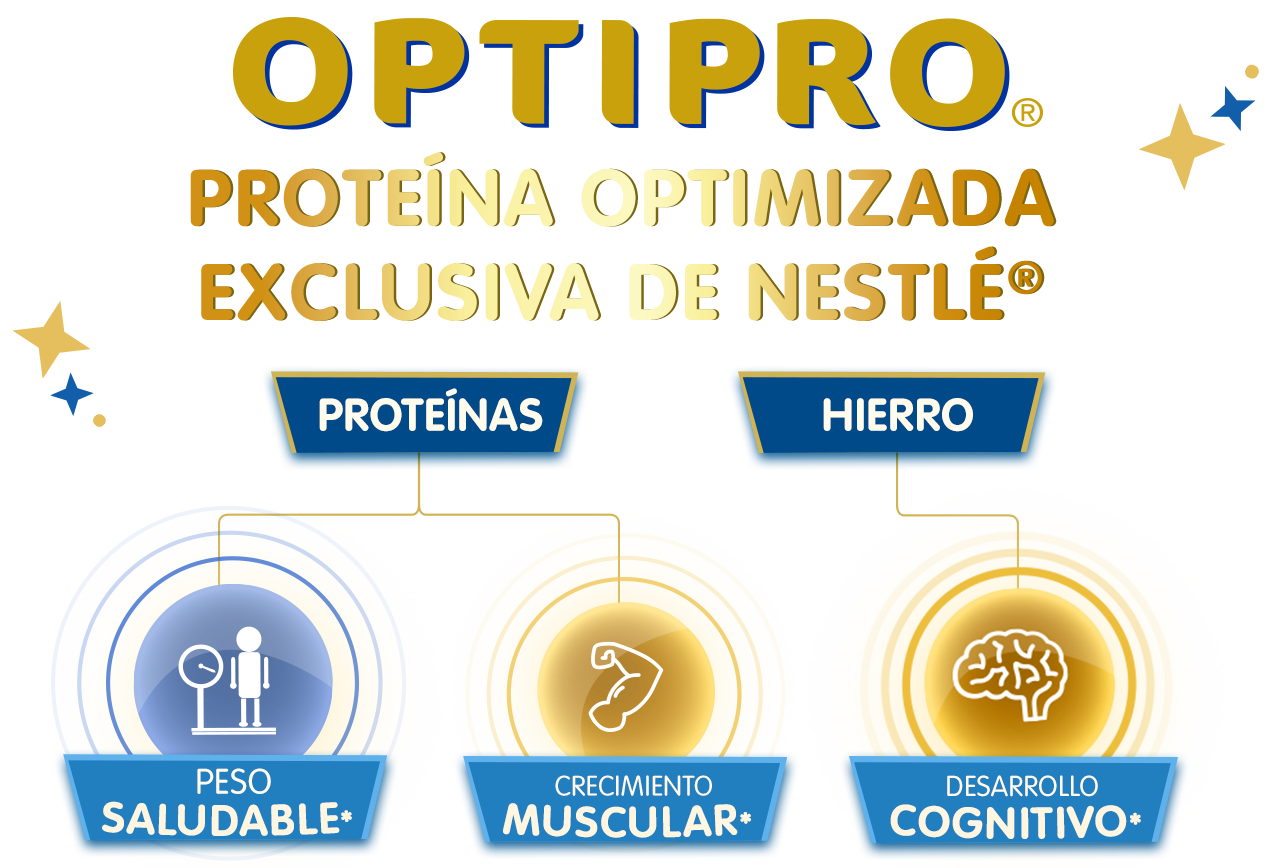 OPTIPRO®
PROTEÍNA OPTIMIZADA
EXCLUSIVA DE NESTLÉ®
PROTEÍNAS
HIERRO
PESO
SALUDABLE*
CRECIMIENTO
MUSCULAR*
DESARROLLO
COGNITIVO*